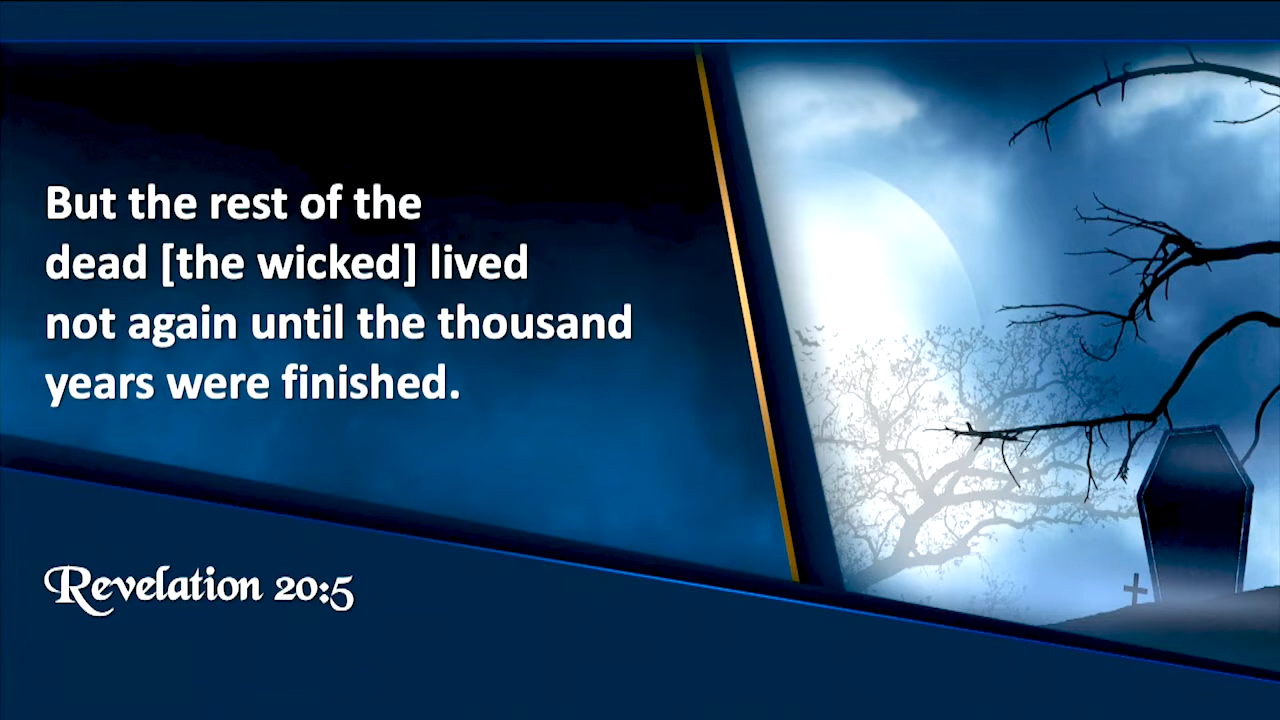 But the rest of the
dead [the wicked] lived
not again until the thousand
years were finished.
Revelation 20:5